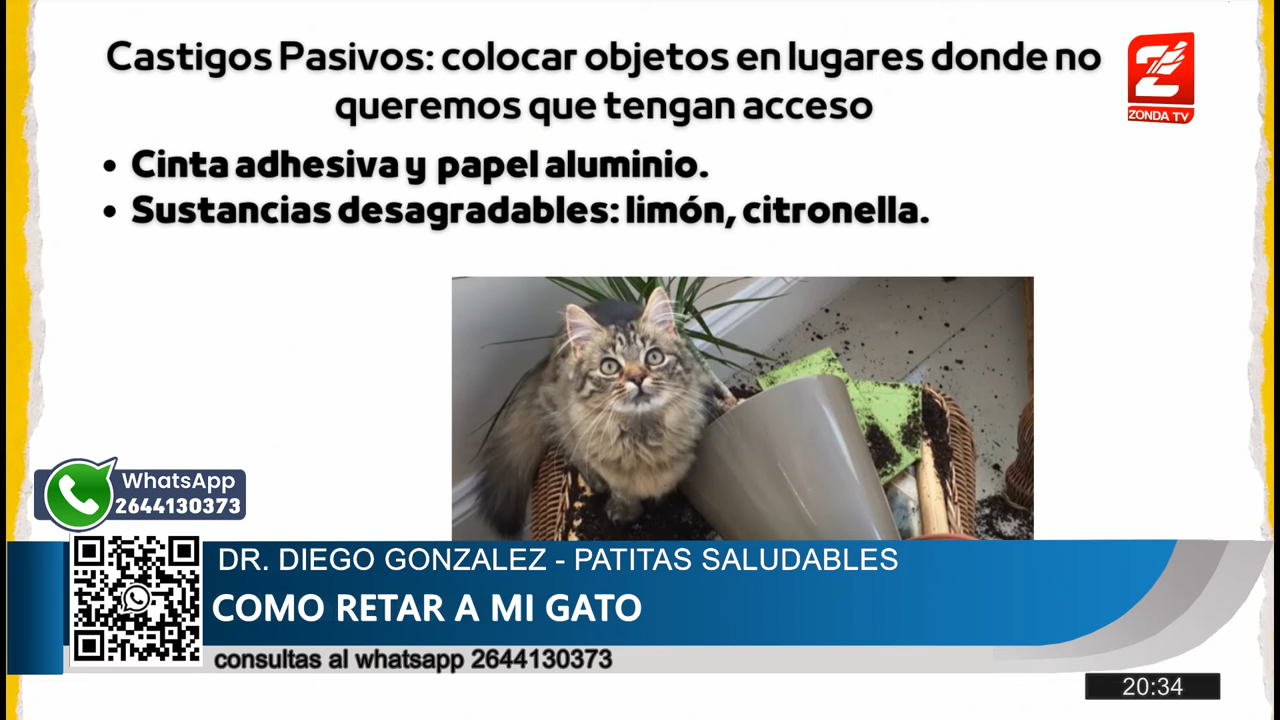 Castigos Pasivos: colocar objetos en lugares donde no
queremos que tengan acceso
ZONDA TV
• Cinta adhesiva y papel aluminio.
• Sustancias desagradables: limón, citronella.
WhatsApp
2644130373
DR. DIEGO GONZALEZ - PATITAS SALUDABLES
COMO RETAR A MI GATO
consultas al whatsapp 2644130373
20:34